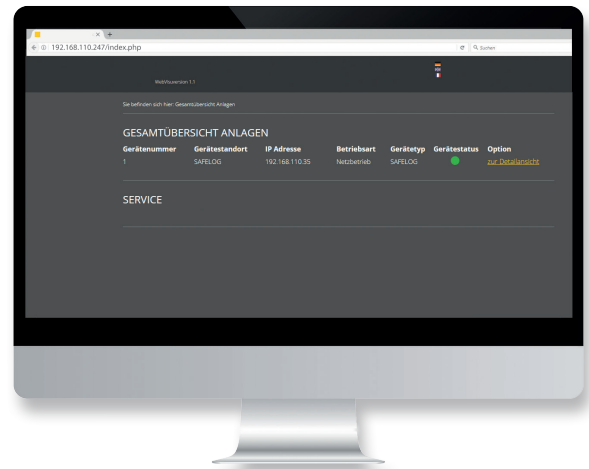 192.168.110.247/index.php
Suchen
WebVisuversion 1.1
Sie befinden sich hier: Gesamtübersicht Anlagen
GESAMTÜBERSICHT ANLAGEN
Gerätenummer Gerätestandort IP Adresse Betriebsart Gerätetyp Gerätestatus Option
1 SAFELOG 192.168.110.35 Netzbetrieb SAFELOG zur Detailansicht
SERVICE